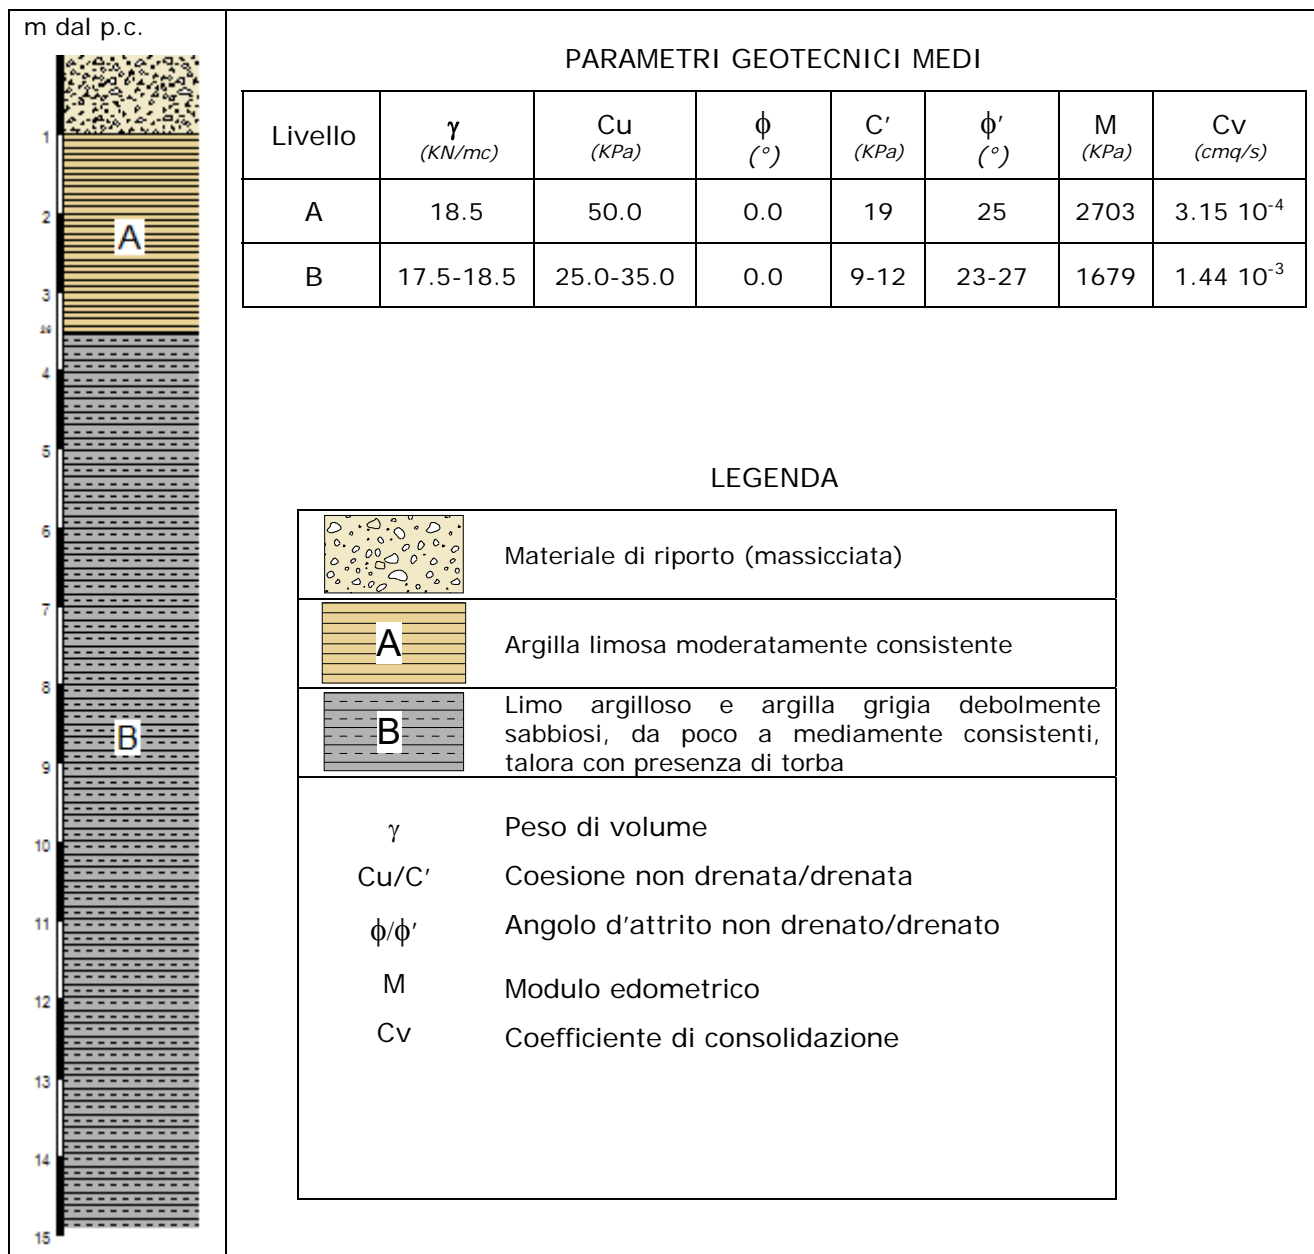 m dal p.c.
1
2
A
3
4
5
6
7
8
B
9
10
11
12
13
14
15
PARAMETRI GEOTECNICI MEDI
Livello γ (KN/mc) Cu (KPa) ϕ (°) C′ (KPa) ϕ′ (°) M (KPa) Cv (cmq/s)
A 18.5 50.0 0.0 19 25 2703 3.15 10⁻⁴
B 17.5-18.5 25.0-35.0 0.0 9-12 23-27 1679 1.44 10⁻³
LEGENDA
Materiale di riporto (massicciata)
A Argilla limosa moderatamente consistente
Limo argilloso e argilla grigia debolmente
B sabbiosi, da poco a mediamente consistenti,
talora con presenza di torba
γ Peso di volume
Cu/C′ Coesione non drenata/drenata
ϕ/ϕ′ Angolo d'attrito non drenato/drenato
M Modulo edometrico
Cv Coefficiente di consolidazione